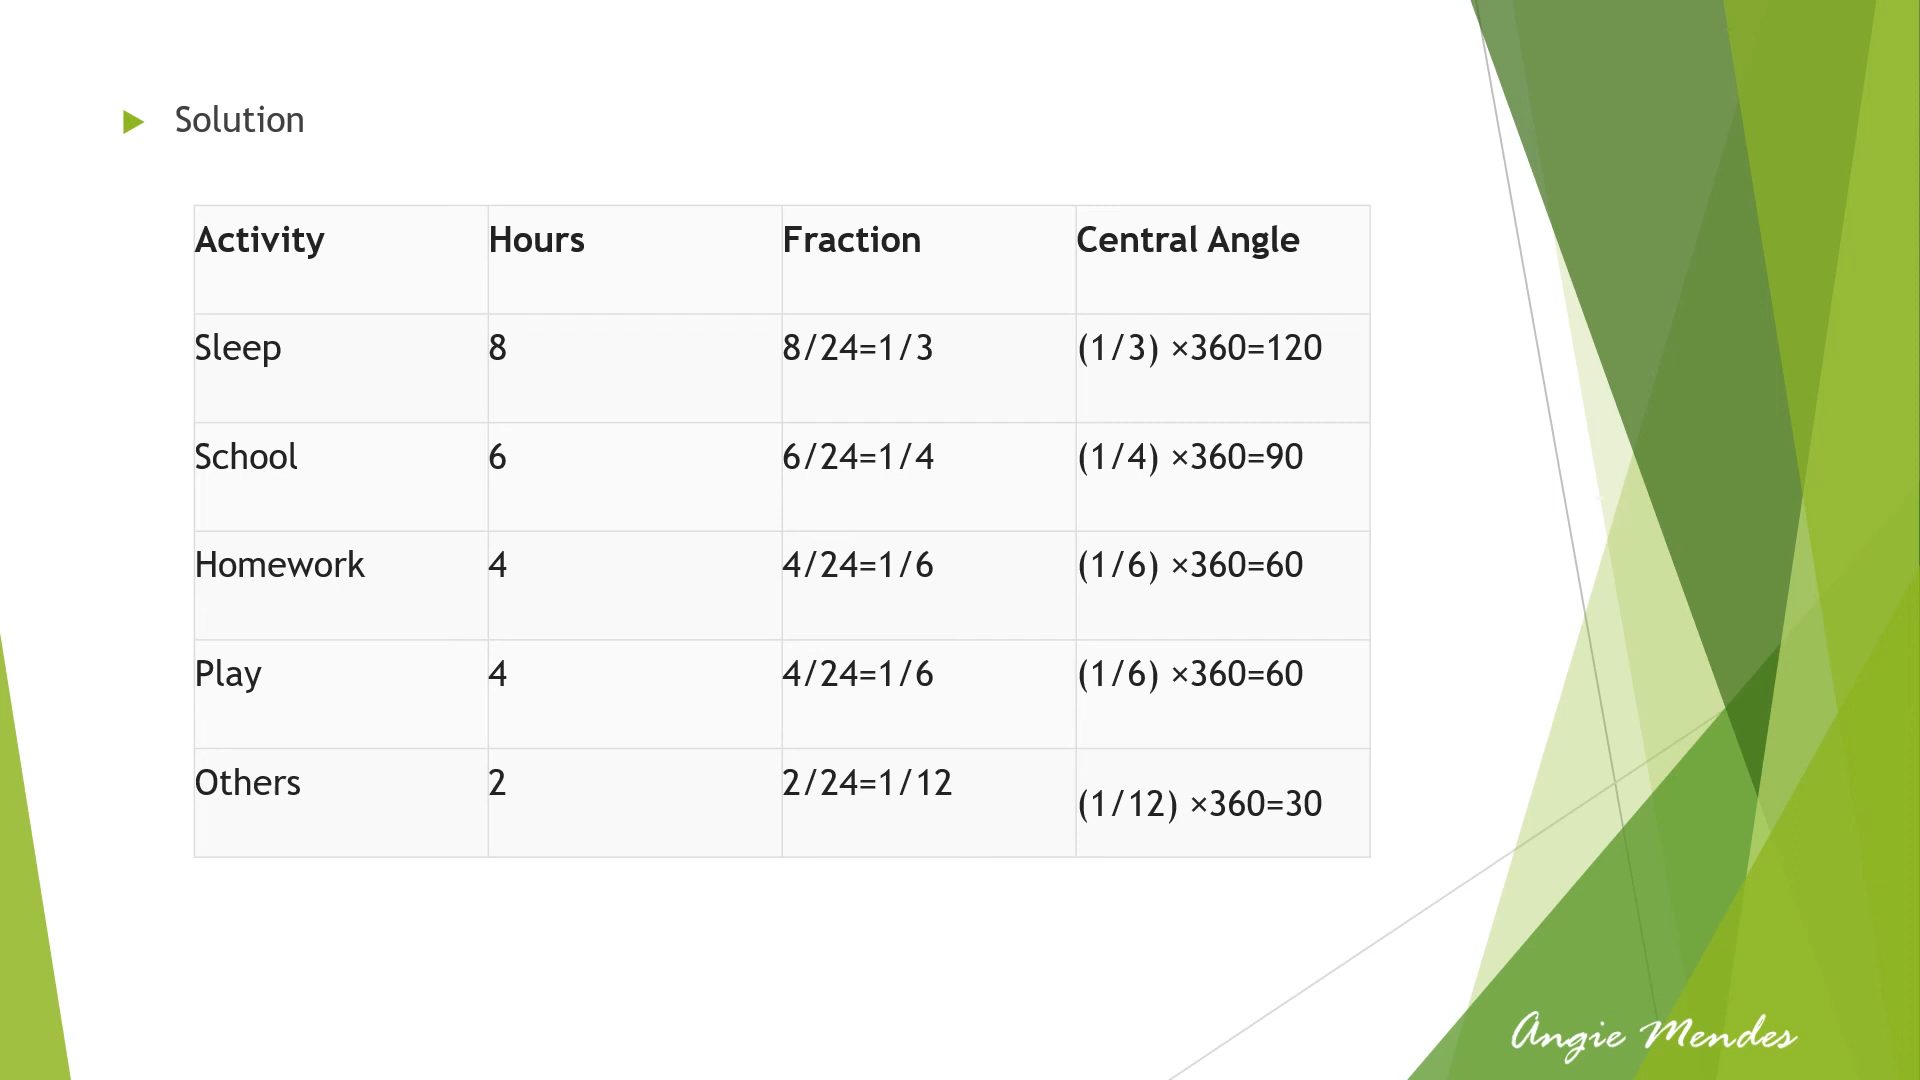 Solution
Activity Hours Fraction Central Angle
Sleep 8 8/24=1/3 (1/3) ×360=120
School 6 6/24=1/4 (1/4) ×360=90
Homework 4 4/24=1/6 (1/6) ×360=60
Play 4 4/24=1/6 (1/6) ×360=60
Others 2 2/24=1/12 (1/12) ×360=30
Angie Mendes